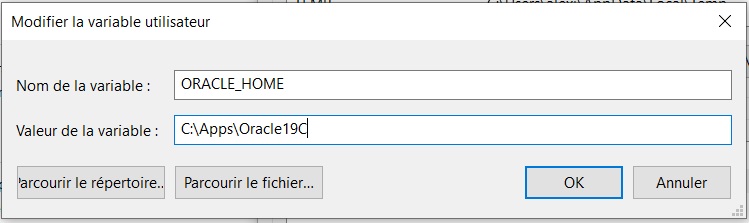 Modifier la variable utilisateur
Nom de la variable :
ORACLE_HOME
Valeur de la variable :
C:\Apps\Oracle19C
Parcourir le répertoire...
Parcourir le fichier...
OK
Annuler